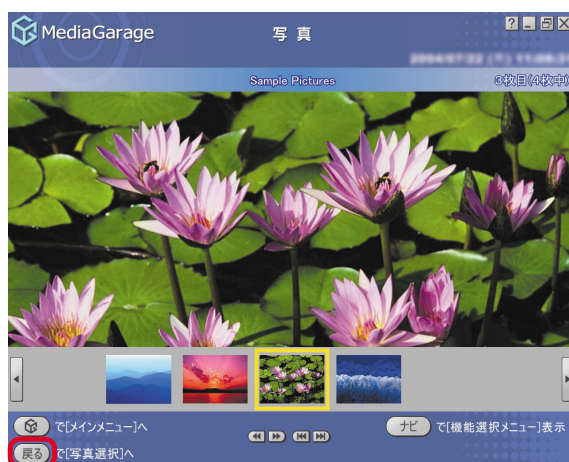 MediaGarage
写真
Sample Pictures
3枚目(4枚中)
で[メインメニュー]へ
ナビ で[機能選択メニュー]表示
戻る で[写真選択]へ